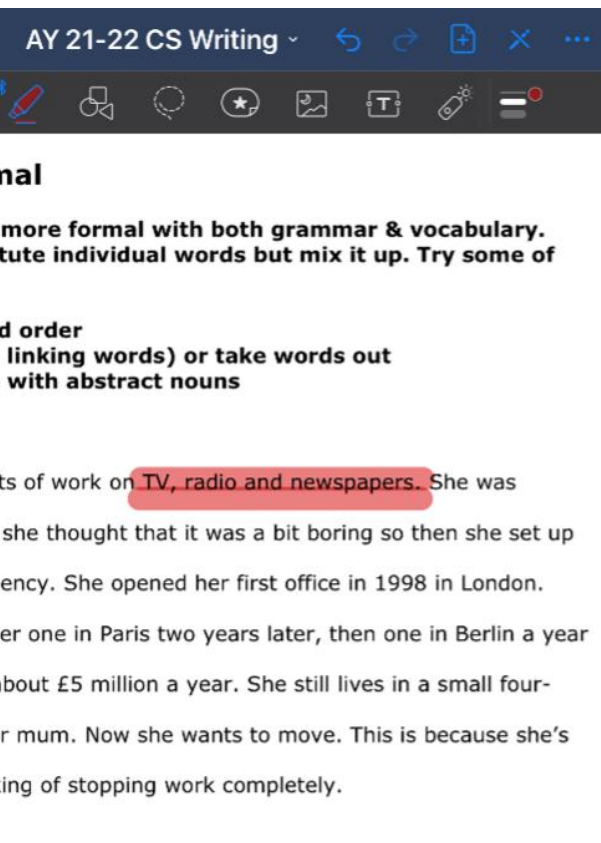 AY 21-22 CS Writing
T
mal
more formal with both grammar & vocabulary.
tute individual words but mix it up. Try some of
d order
linking words) or take words out
with abstract nouns
ts of work on TV, radio and newspapers. She was
she thought that it was a bit boring so then she set up
ency. She opened her first office in 1998 in London.
er one in Paris two years later, then one in Berlin a year
about £5 million a year. She still lives in a small four-
r mum. Now she wants to move. This is because she’s
king of stopping work completely.